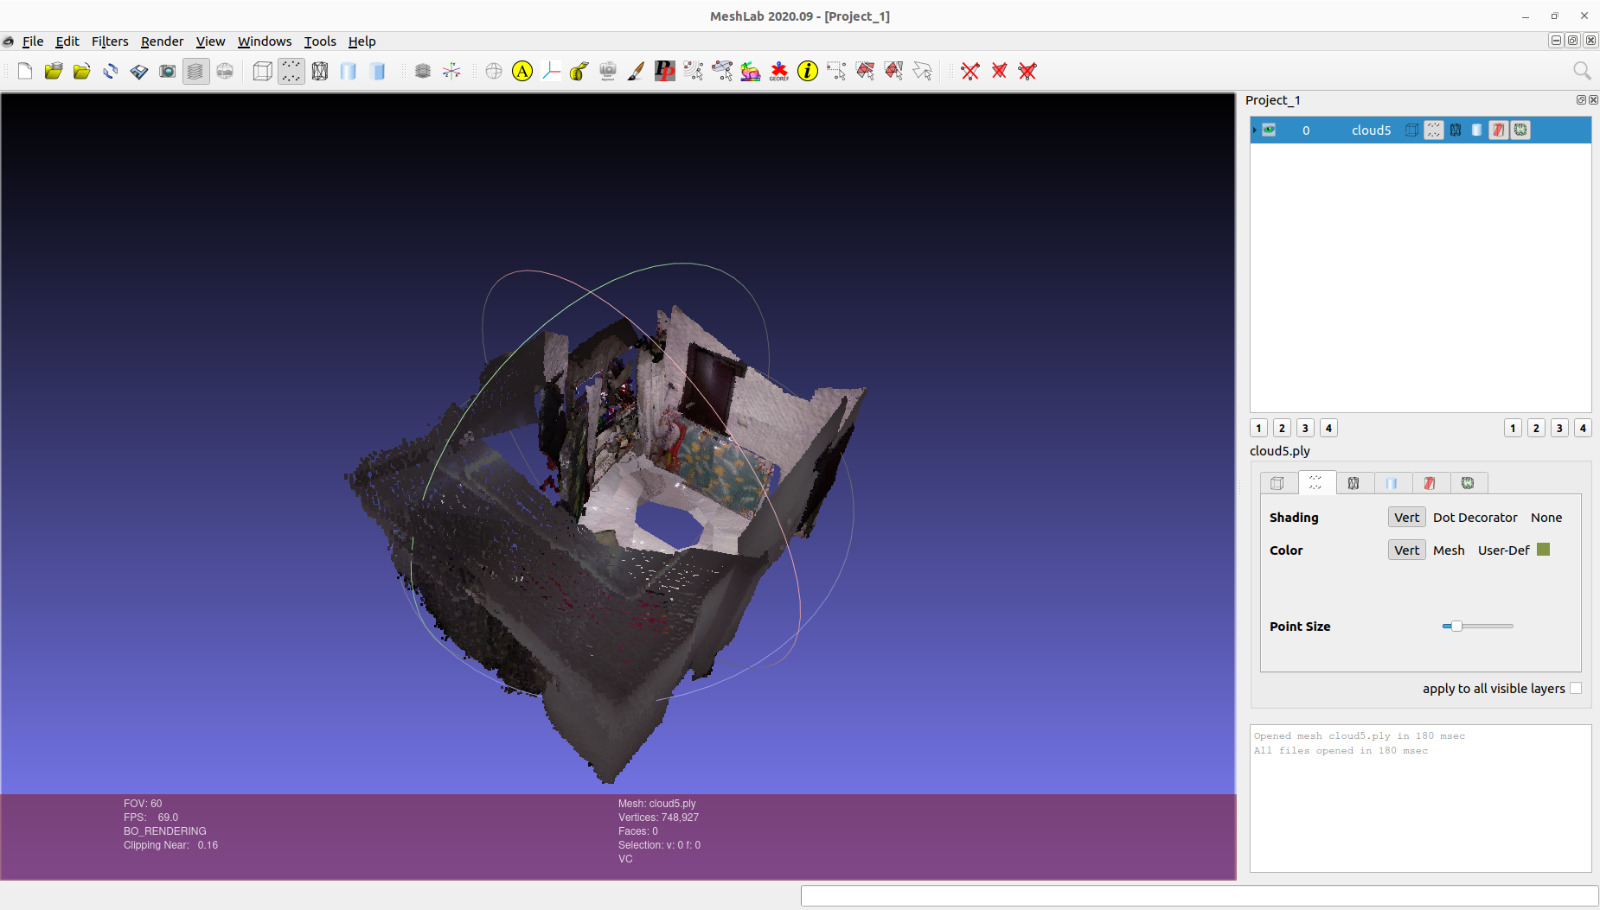 MeshLab 2020.09 - [Project_1]
File Edit Filters Render View Windows Tools Help
A
PP
GEOREF
i
Project_1
0 cloud5
1 2 3 4 1 2 3 4
cloud5.ply
Shading Vert Dot Decorator None
Color Vert Mesh User-Def
Point Size
apply to all visible layers
Opened mesh cloud5.ply in 180 msec
All files opened in 180 msec
FOV: 60
FPS: 69.0
BO_RENDERING
Clipping Near: 0.16
Mesh: cloud5.ply
Vertices: 748,927
Faces: 0
Selection: v: 0 f: 0
VC